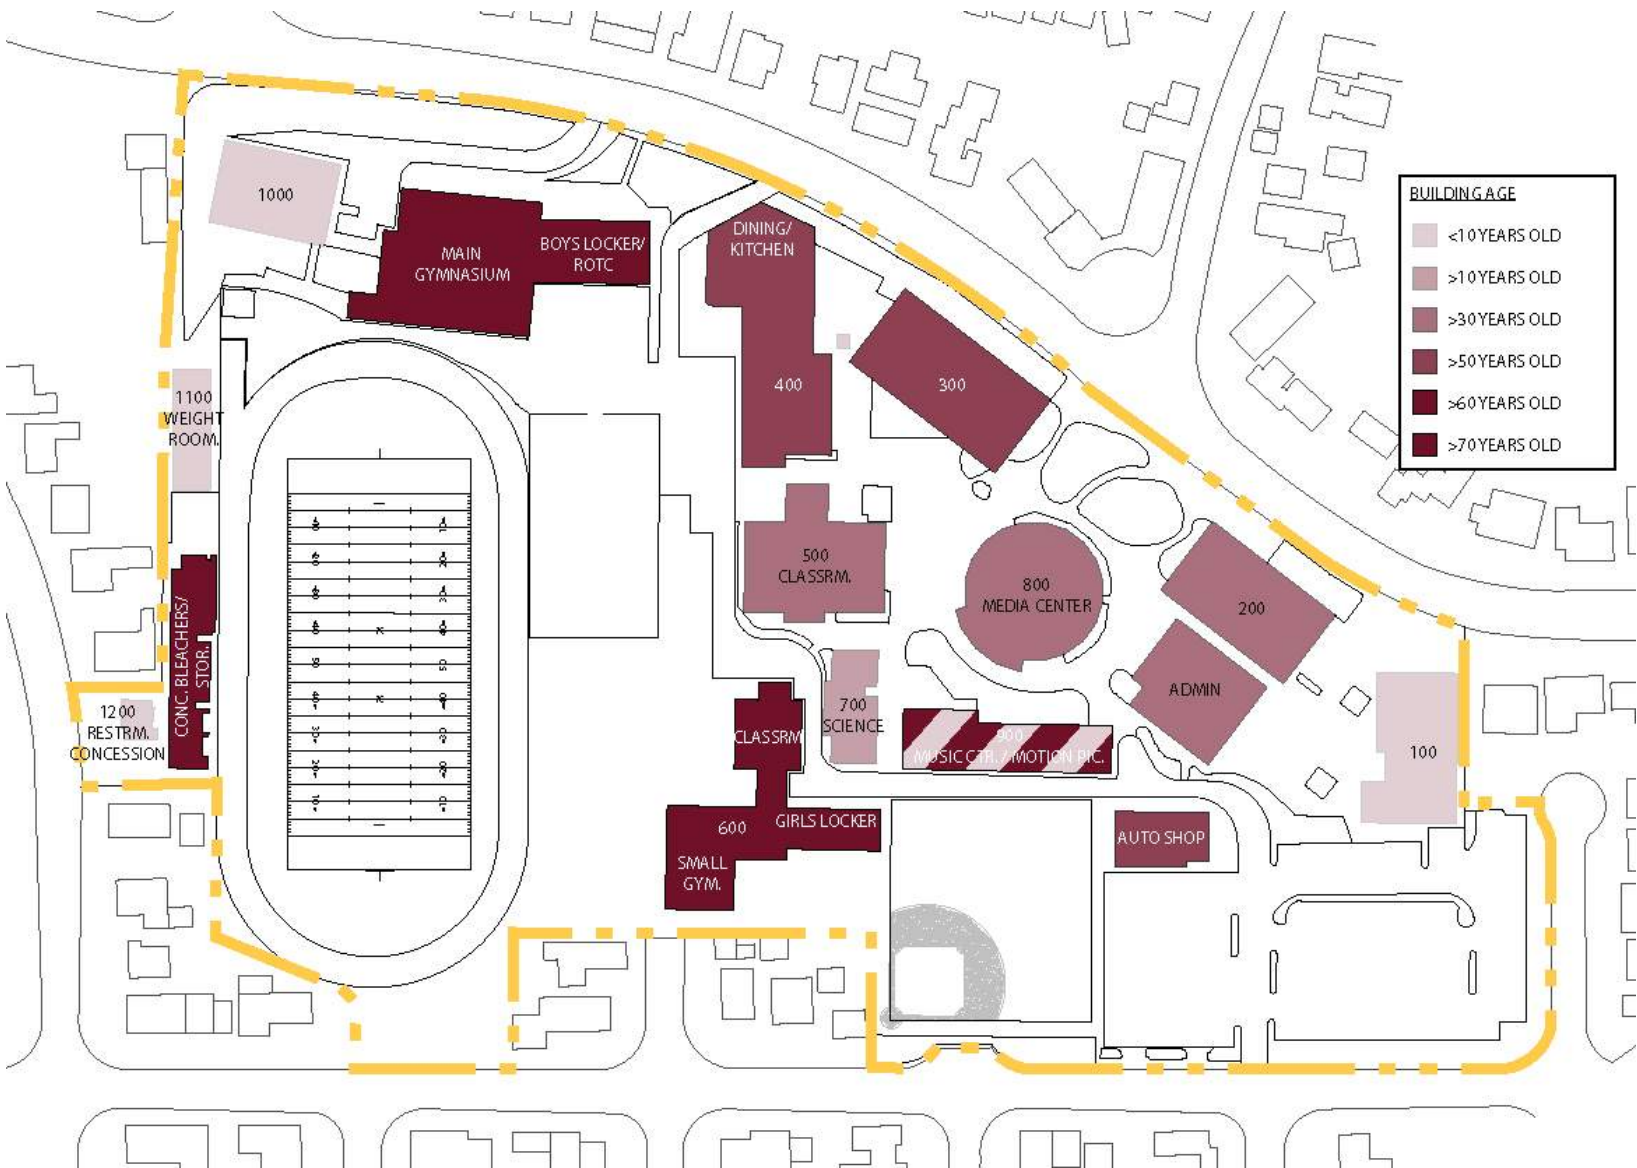 1000
MAIN
GYMNASIUM
BOYS LOCKER/
ROTC
DINING/
KITCHEN
BUILDING AGE
<10 YEARS OLD
>10 YEARS OLD
>30 YEARS OLD
>50 YEARS OLD
>60 YEARS OLD
>70 YEARS OLD
1100
WEIGHT
ROOM.
400
300
500
CLASSRM.
800
MEDIA CENTER
200
ADMIN
CONC. BLEACHERS/
STOR.
1200
RESTRM.
CONCESSION
CLASSRM
700
SCIENCE
900
MUSIC CTR. / MOTION PIC.
100
600
GIRLS LOCKER
SMALL
GYM.
AUTO SHOP